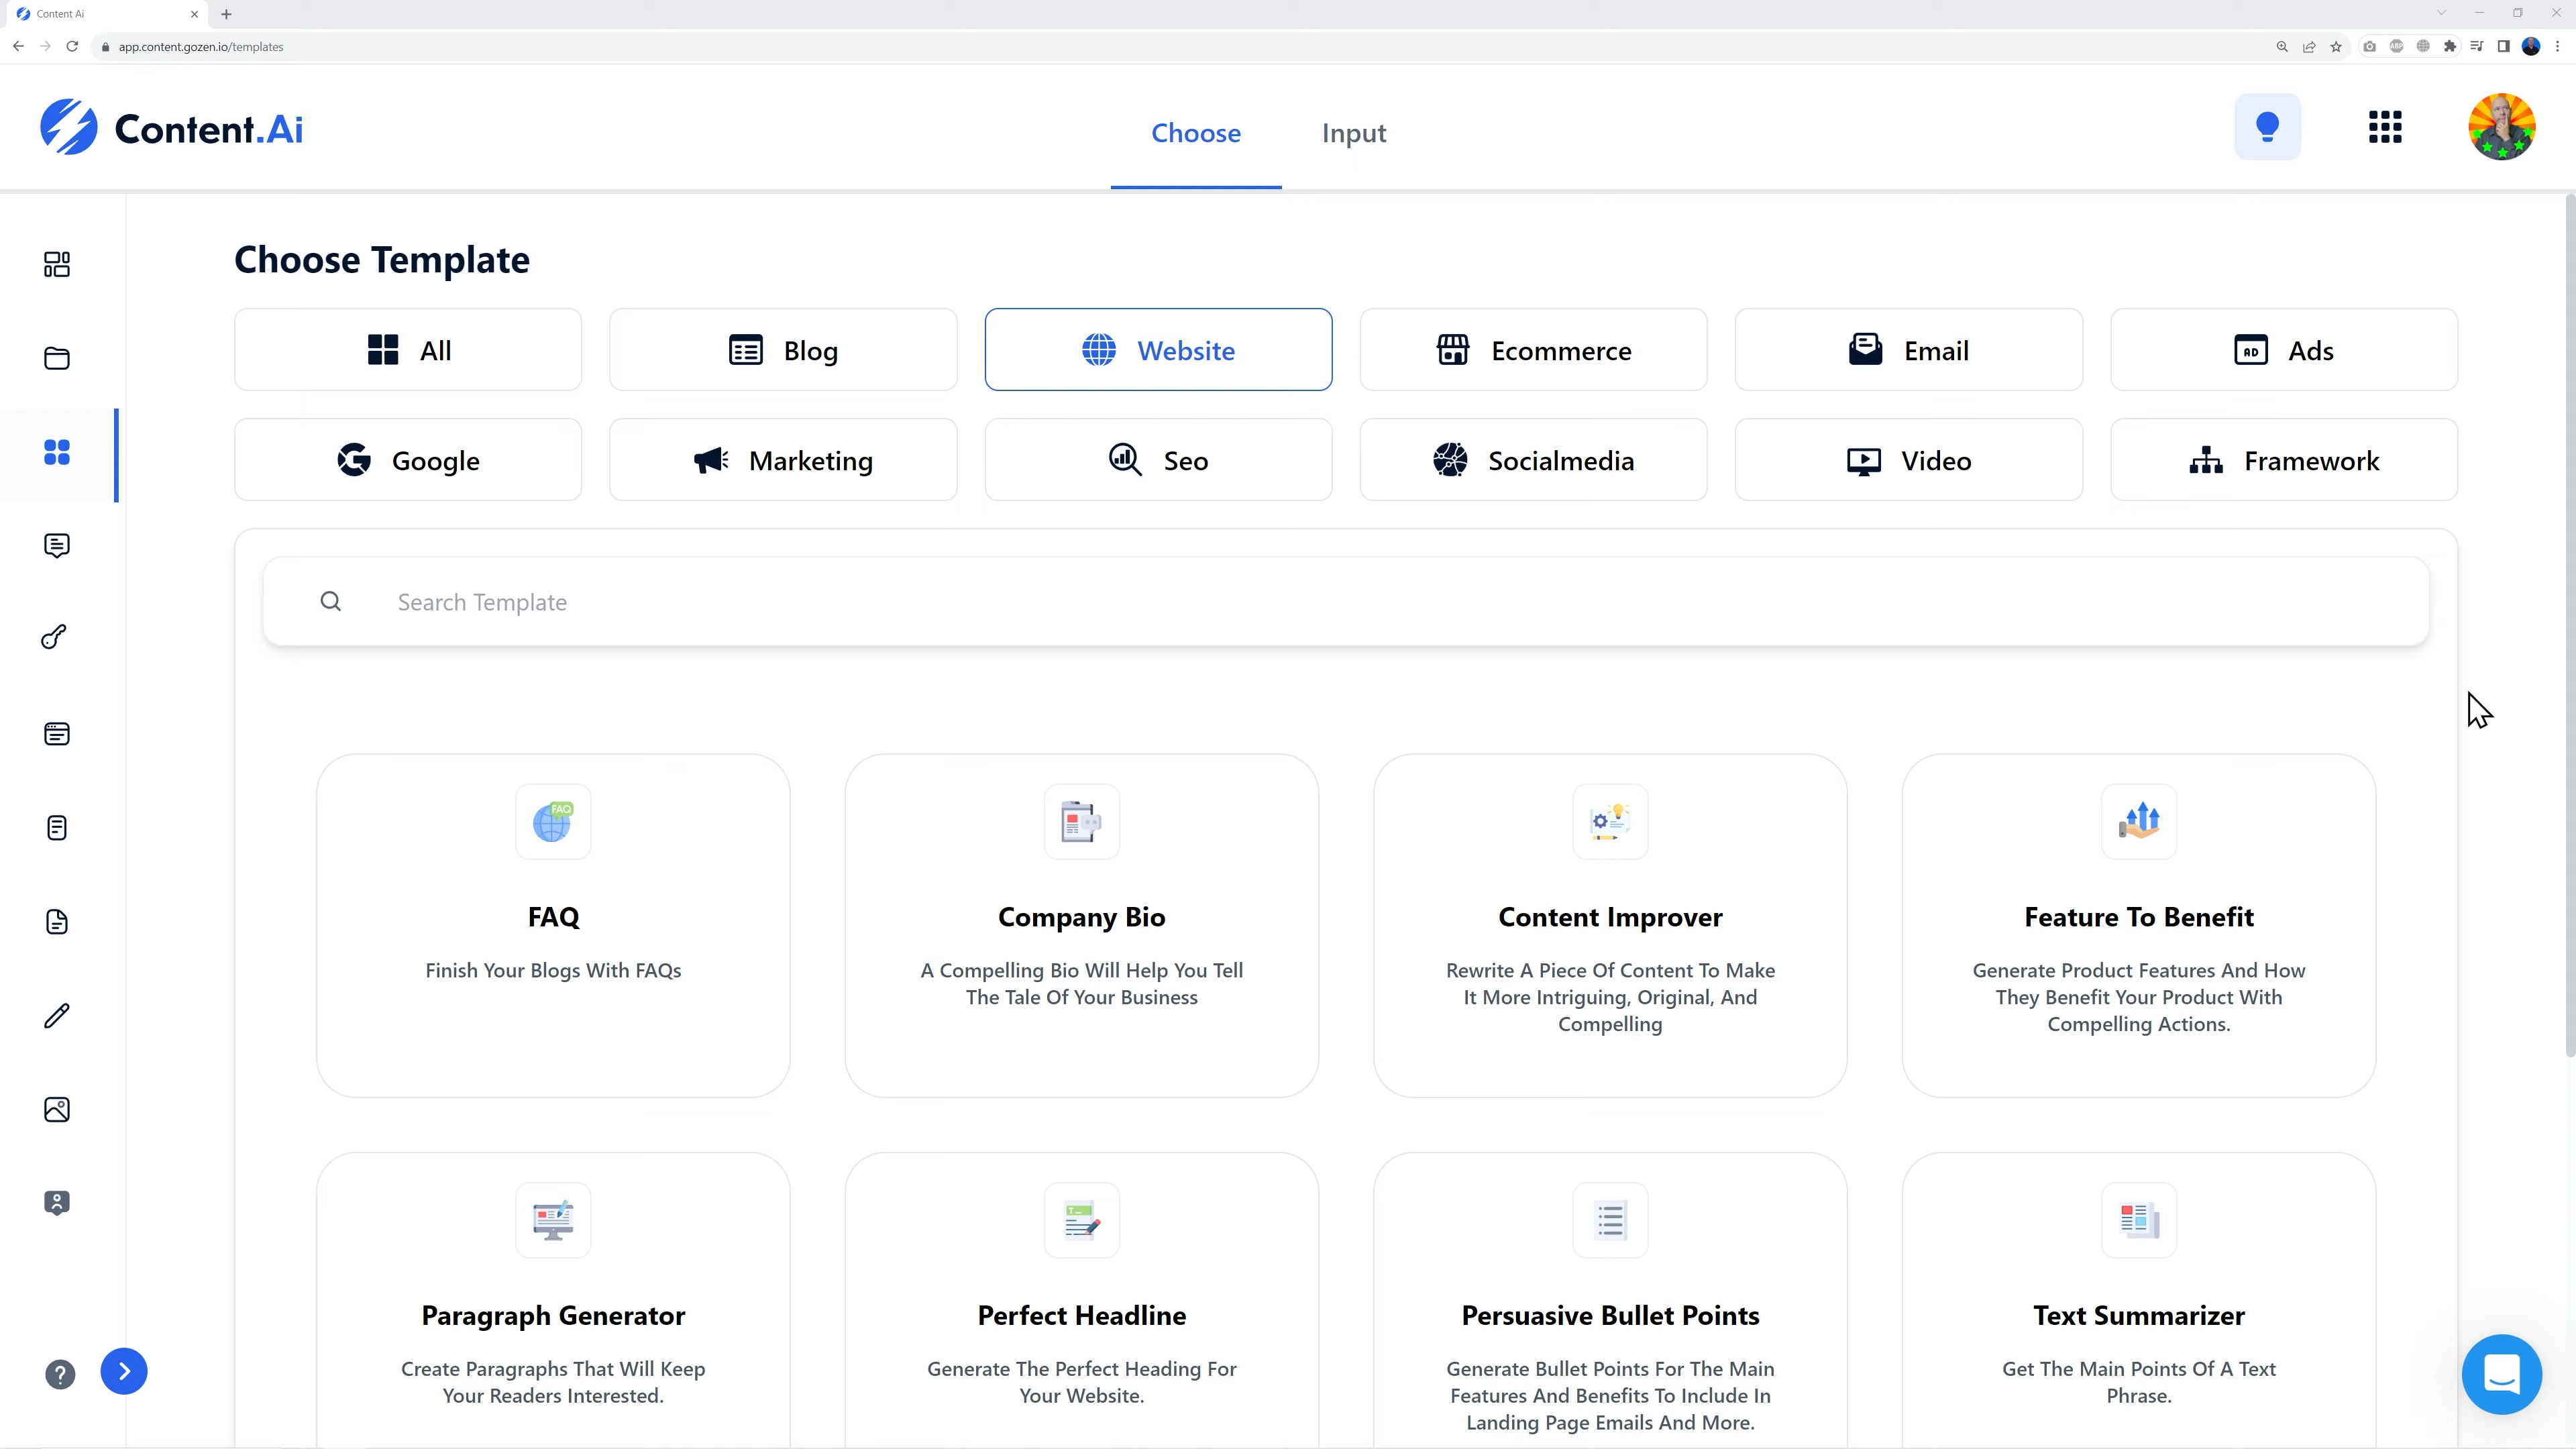 Content Ai
app.content.gozen.io/templates
ABP
Content.Ai
Choose
Input
Choose Template
All
Blog
Website
Ecommerce
Email
AD
Ads
Google
Marketing
Seo
Socialmedia
Video
Framework
Search Template
FAQ
FAQ
Finish Your Blogs With FAQs
Company Bio
A Compelling Bio Will Help You Tell
The Tale Of Your Business
Content Improver
Rewrite A Piece Of Content To Make
It More Intriguing, Original, And
Compelling
Feature To Benefit
Generate Product Features And How
They Benefit Your Product With
Compelling Actions.
Paragraph Generator
Create Paragraphs That Will Keep
Your Readers Interested.
Perfect Headline
Generate The Perfect Heading For
Your Website.
Persuasive Bullet Points
Generate Bullet Points For The Main
Features And Benefits To Include In
Landing Page Emails And More.
Text Summarizer
Get The Main Points Of A Text
Phrase.